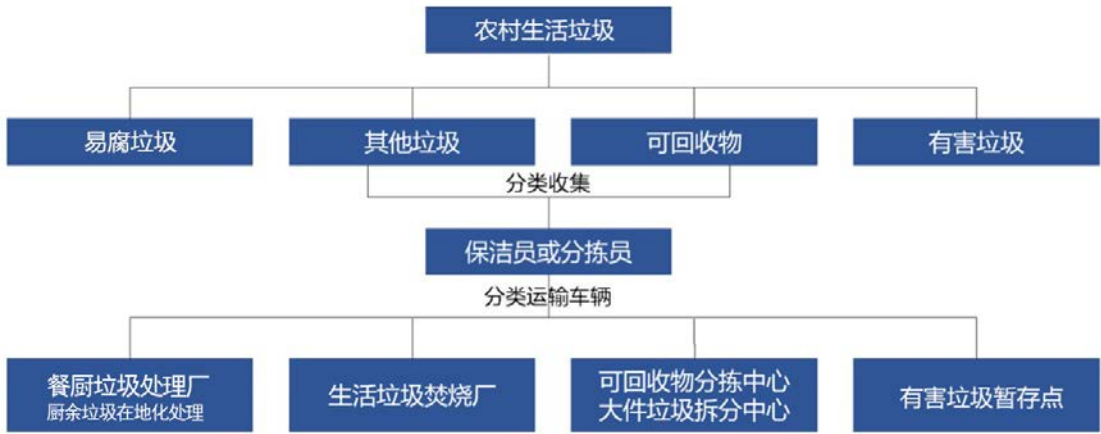 农村生活垃圾
易腐垃圾
其他垃圾
可回收物
有害垃圾
分类收集
保洁员或分拣员
分类运输车辆
餐厨垃圾处理厂
厨余垃圾在地化处理
生活垃圾焚烧厂
可回收物分拣中心
大件垃圾拆分中心
有害垃圾暂存点